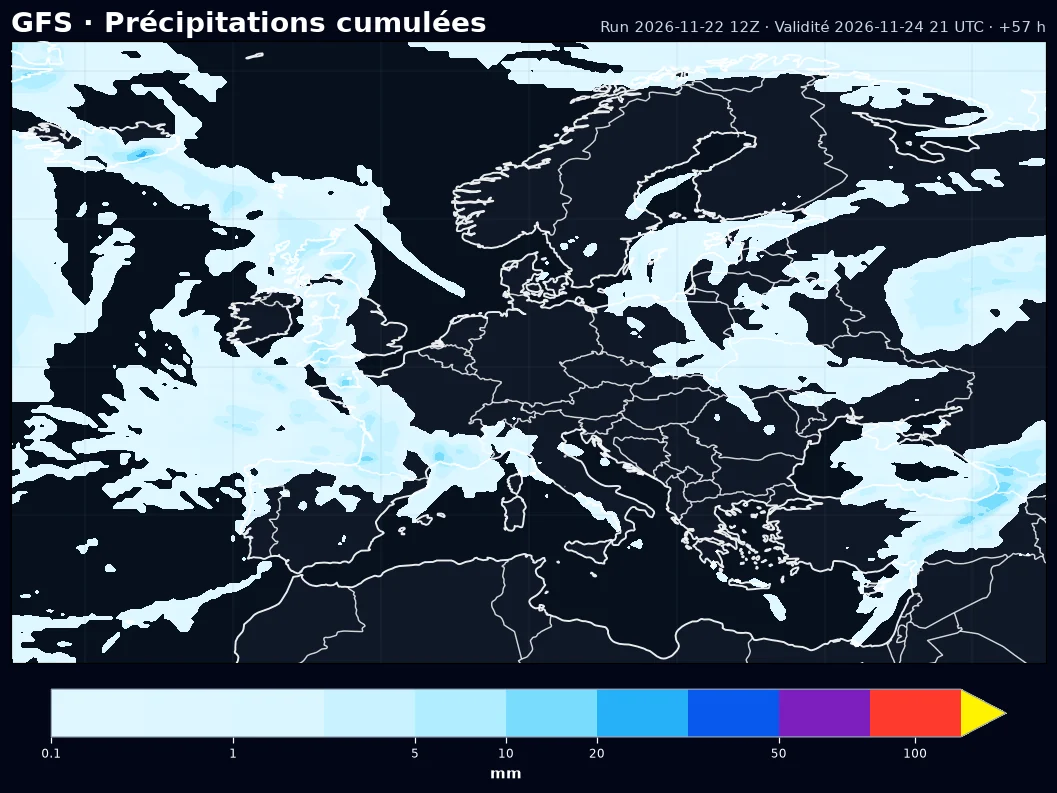 GFS · Précipitations cumulées
Run 2026-11-22 12Z · Validité 2026-11-24 21 UTC · +57 h
0.1 1 5 10 20 50 100
mm